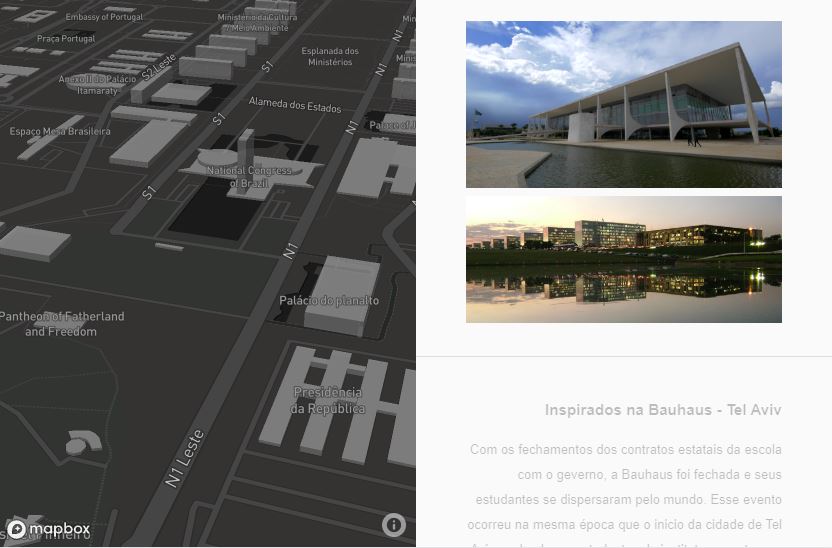 Embassy of Portugal
Ministério da Cultura
/ Meio Ambiente
Praça Portugal
N1
Esplanada dos
Ministérios
S2 Leste
S1
N1
Anexo II do Palácio
Itamaraty
Alameda dos Estados
S1
N1
Espaço Mesa Brasileira
National Congress
of Brazil
S1
N1
Palácio do planalto
Pantheon of Fatherland
and Freedom
Presidência
da República
N1 Leste
mapbox
Inspirados na Bauhaus - Tel Aviv
Com os fechamentos dos contratos estatais da escola
com o governo, a Bauhaus foi fechada e seus
estudantes se dispersaram pelo mundo. Esse evento
ocorreu na mesma época que o inicio da cidade de Tel